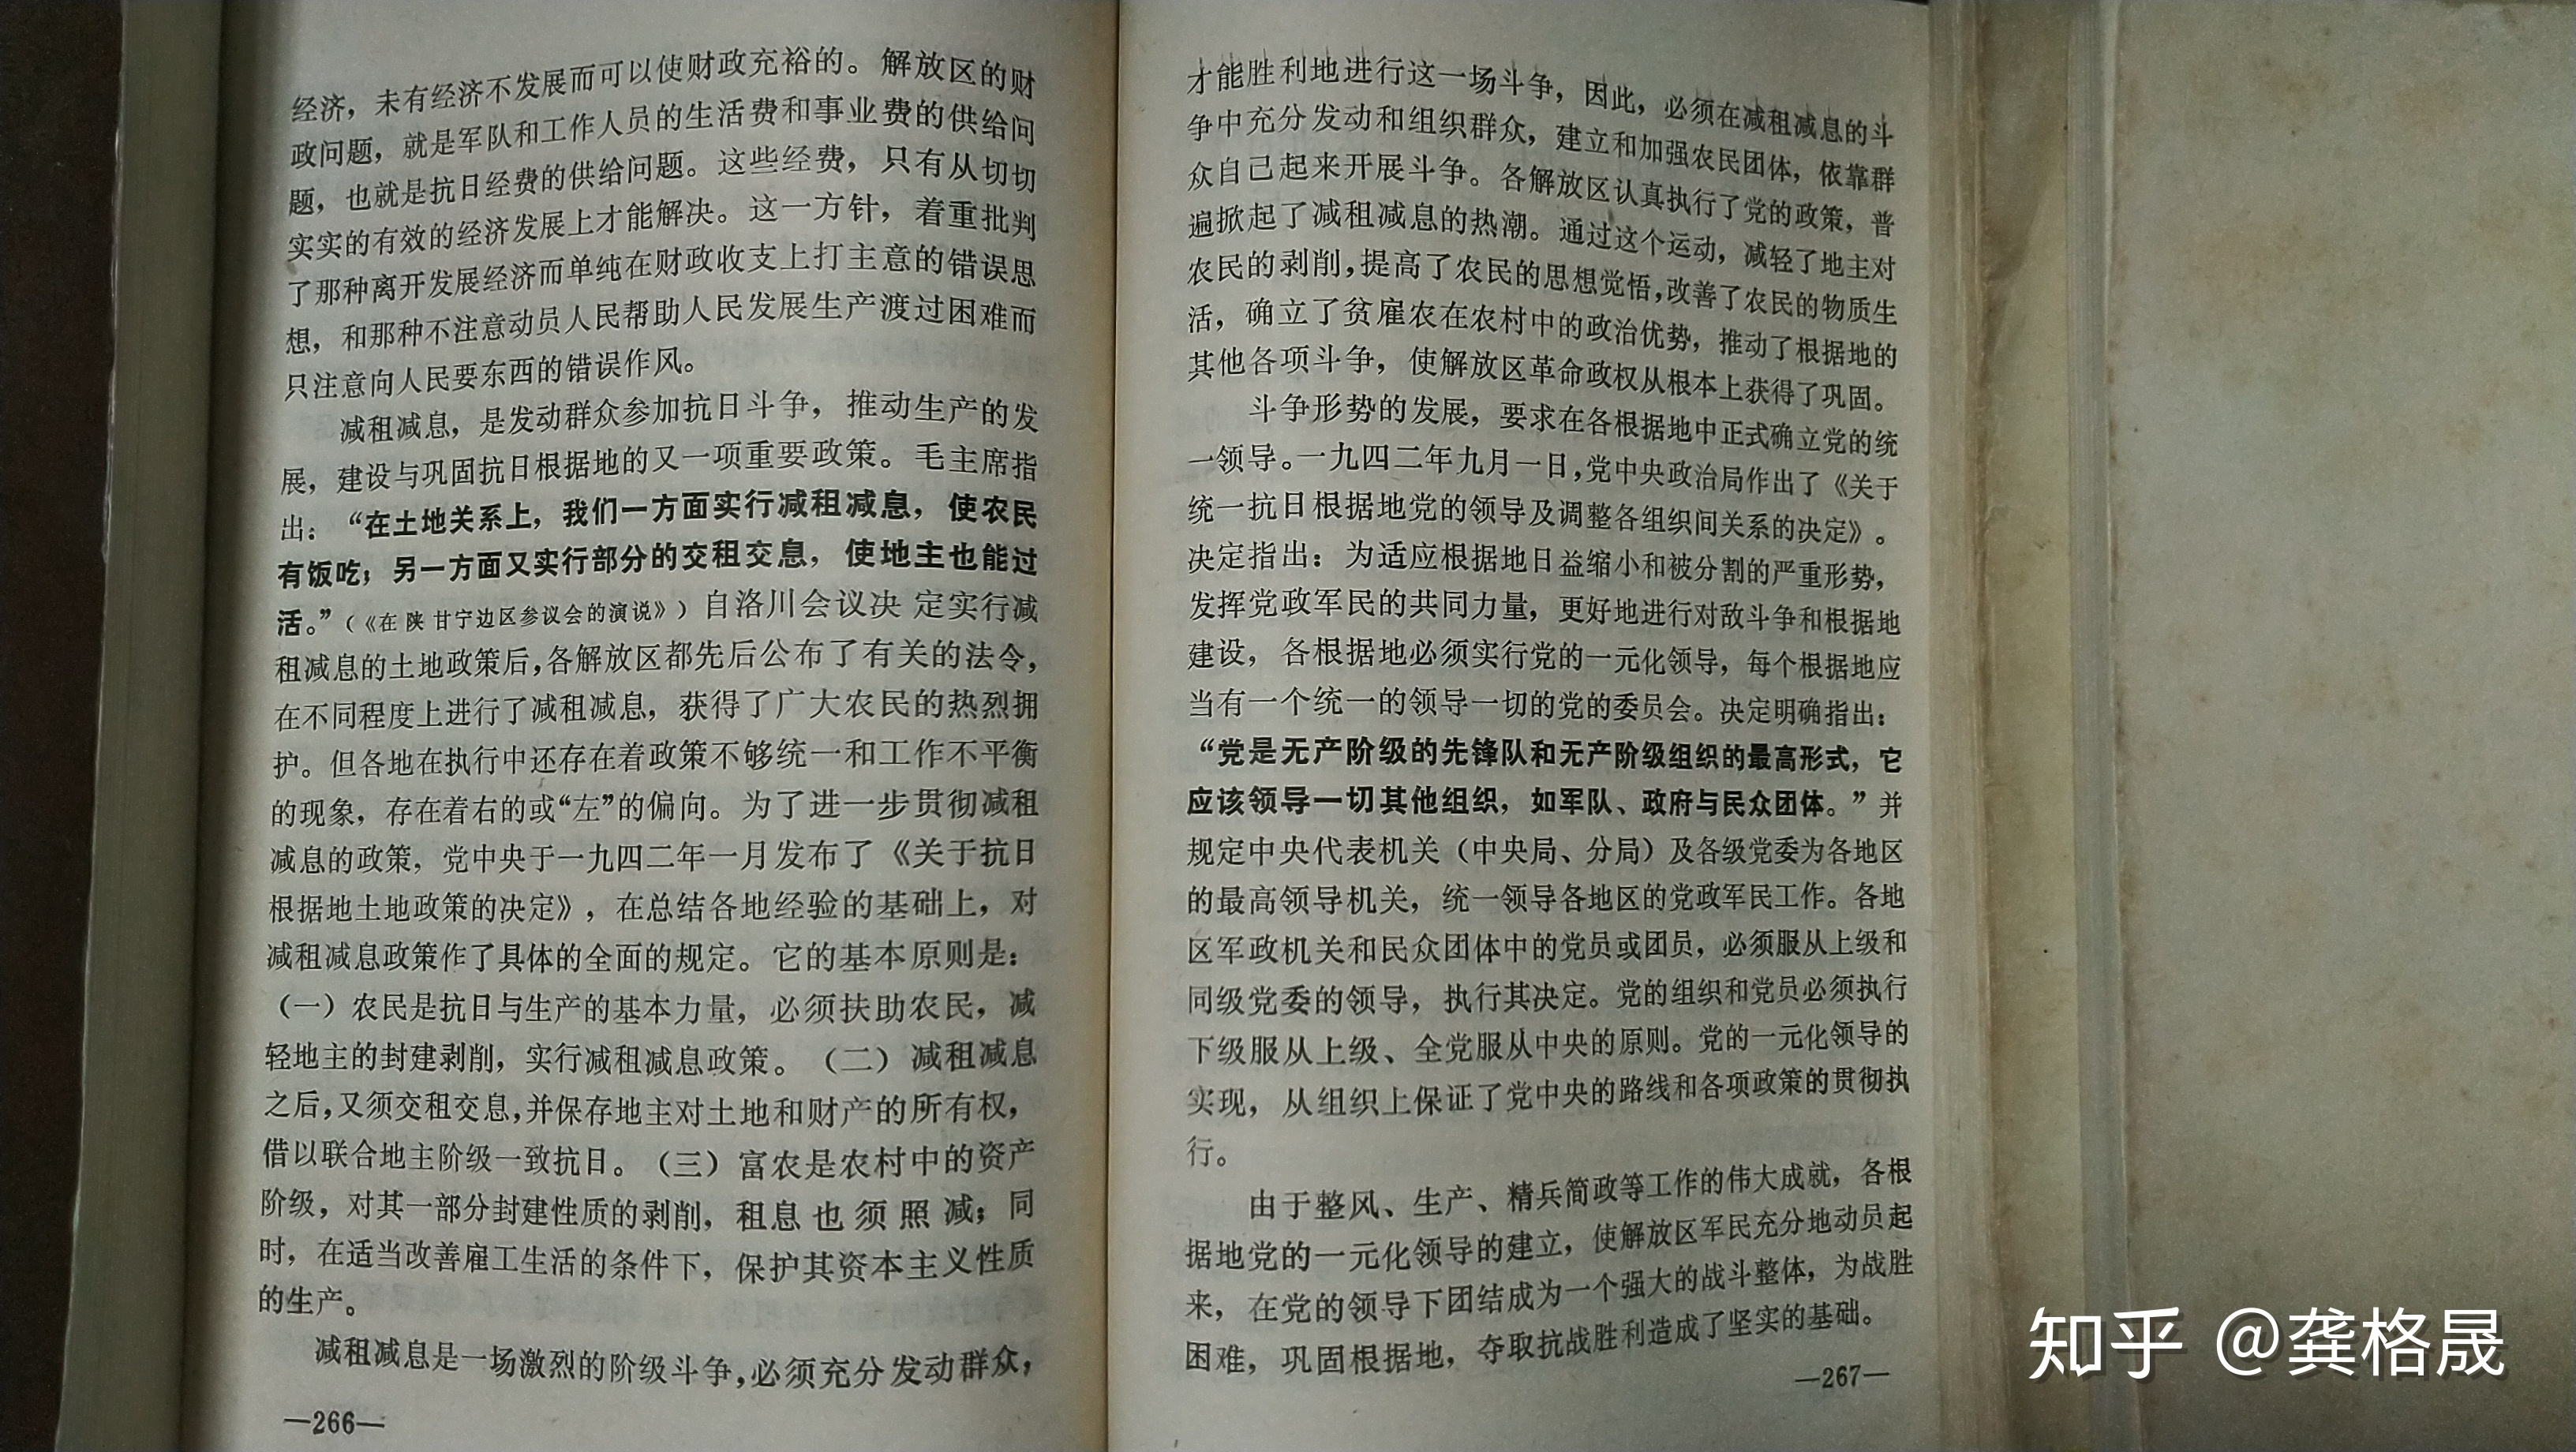 经济，未有经济不发展而可以使财政充裕的。解放区的财
政问题，就是军队和工作人员的生活费和事业费的供给问
题，也就是抗日经费的供给问题。这些经费，只有从切切
实实的有效的经济发展上才能解决。这一方针，着重批判
了那种离开发展经济而单纯在财政收支上打主意的错误思
想，和那种不注意动员人民帮助人民发展生产渡过困难而
只注意向人民要东西的错误作风。
减租减息，是发动群众参加抗日斗争，推动生产的发
展，建设与巩固抗日根据地的又一项重要政策。毛主席指
出：“在土地关系上，我们一方面实行减租减息，使农民
有饭吃；另一方面又实行部分的交租交息，使地主也能过
活。”（《在陕甘宁边区参议会的演说》）自洛川会议决定实行减
租减息的土地政策后，各解放区都先后公布了有关的法令，
在不同程度上进行了减租减息，获得了广大农民的热烈拥
护。但各地在执行中还存在着政策不够统一和工作不平衡
的现象，存在着右的或“左”的偏向。为了进一步贯彻减租
减息的政策，党中央于一九四二年一月发布了《关于抗日
根据地土地政策的决定》，在总结各地经验的基础上，对
减租减息政策作了具体的全面的规定。它的基本原则是：
（一）农民是抗日与生产的基本力量，必须扶助农民，减
轻地主的封建剥削，实行减租减息政策。（二）减租减息
之后，又须交租交息，并保存地主对土地和财产的所有权，
借以联合地主阶级一致抗日。（三）富农是农村中的资产
阶级，对其一部分封建性质的剥削，租息也须照减；同
时，在适当改善雇工生活的条件下，保护其资本主义性质
的生产。
减租减息是一场激烈的阶级斗争，必须充分发动群众，
—266—
才能胜利地进行这一场斗争，因此，必须在减租减息的斗
争中充分发动和组织群众，建立和加强农民团体，依靠群
众自己起来开展斗争。各解放区认真执行了党的政策，普
遍掀起了减租减息的热潮。通过这个运动，减轻了地主对
农民的剥削，提高了农民的思想觉悟，改善了农民的物质生
活，确立了贫雇农在农村中的政治优势，推动了根据地的
其他各项斗争，使解放区革命政权从根本上获得了巩固。
斗争形势的发展，要求在各根据地中正式确立党的统
一领导。一九四二年九月一日，党中央政治局作出了《关于
统一抗日根据地党的领导及调整各组织间关系的决定》。
决定指出：为适应根据地日益缩小和被分割的严重形势，
发挥党政军民的共同力量，更好地进行对敌斗争和根据地
建设，各根据地必须实行党的一元化领导，每个根据地应
当有一个统一的领导一切的党的委员会。决定明确指出：
“党是无产阶级的先锋队和无产阶级组织的最高形式，它
应该领导一切其他组织，如军队、政府与民众团体。”并
规定中央代表机关（中央局、分局）及各级党委为各地区
的最高领导机关，统一领导各地区的党政军民工作。各地
区军政机关和民众团体中的党员或团员，必须服从上级和
同级党委的领导，执行其决定。党的组织和党员必须执行
下级服从上级、全党服从中央的原则。党的一元化领导的
实现，从组织上保证了党中央的路线和各项政策的贯彻执
行。
由于整风、生产、精兵简政等工作的伟大成就，各根
据地党的一元化领导的建立，使解放区军民充分地动员起
来，在党的领导下团结成为一个强大的战斗整体，为战胜
困难，巩固根据地，夺取抗战胜利造成了坚实的基础。
—267—
知乎 @龚格晟